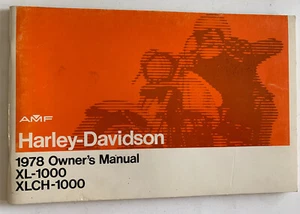 AMF
Harley-Davidson
1978 Owner's Manual
XL-1000
XLCH-1000